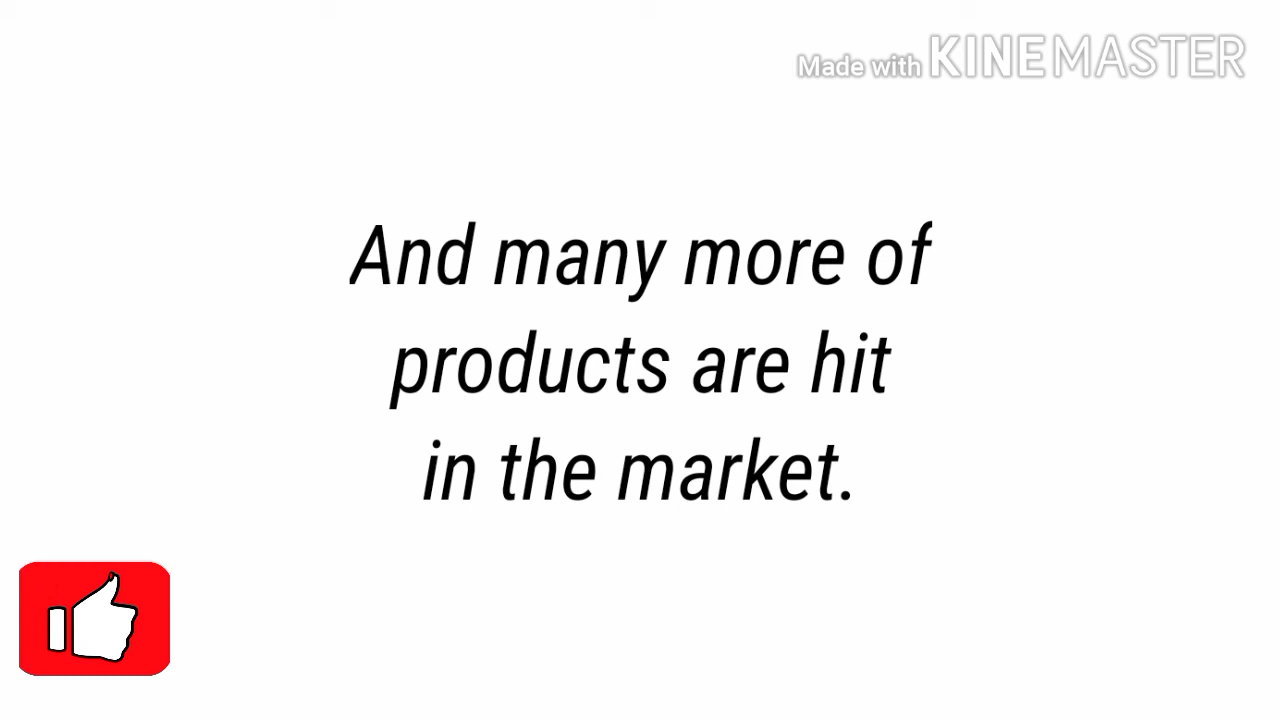 Made with KINEMASTER
And many more of
products are hit
in the market.